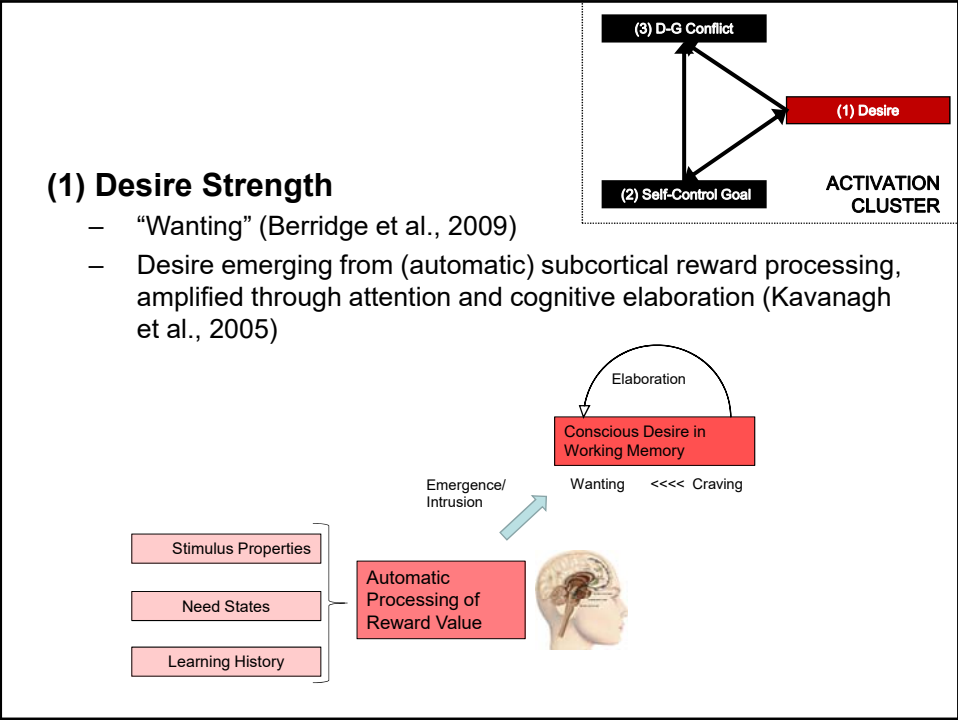 (3) D-G Conflict
(1) Desire
(2) Self-Control Goal
ACTIVATION
CLUSTER
(1) Desire Strength
– “Wanting” (Berridge et al., 2009)
– Desire emerging from (automatic) subcortical reward processing,
amplified through attention and cognitive elaboration (Kavanagh
et al., 2005)
Elaboration
Conscious Desire in
Working Memory
Wanting <<<< Craving
Emergence/
Intrusion
Stimulus Properties
Need States
Learning History
Automatic
Processing of
Reward Value